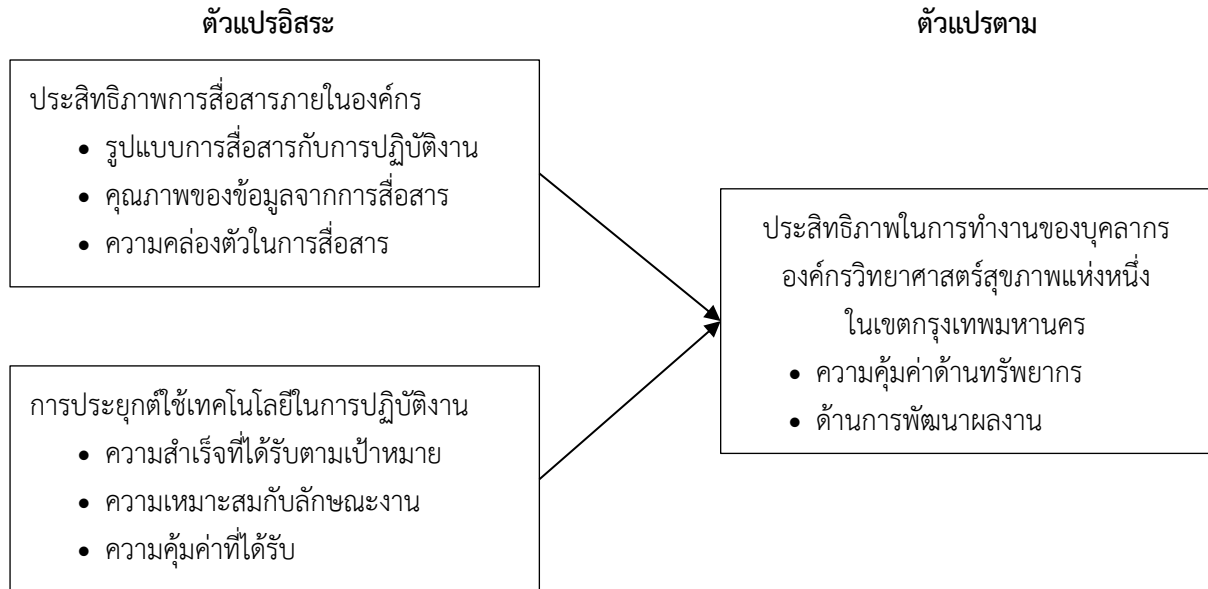 ตัวแปรอิสระ
ตัวแปรตาม
ประสิทธิภาพการสื่อสารภายในองค์กร
• รูปแบบการสื่อสารกับการปฏิบัติงาน
• คุณภาพของข้อมูลจากการสื่อสาร
• ความคล่องตัวในการสื่อสาร
การประยุกต์ใช้เทคโนโลยีในการปฏิบัติงาน
• ความสำเร็จที่ได้รับตามเป้าหมาย
• ความเหมาะสมกับลักษณะงาน
• ความคุ้มค่าที่ได้รับ
ประสิทธิภาพในการทำงานของบุคลากร
องค์กรวิทยาศาสตร์สุขภาพแห่งหนึ่ง
ในเขตกรุงเทพมหานคร
• ความคุ้มค่าด้านทรัพยากร
• ด้านการพัฒนาผลงาน